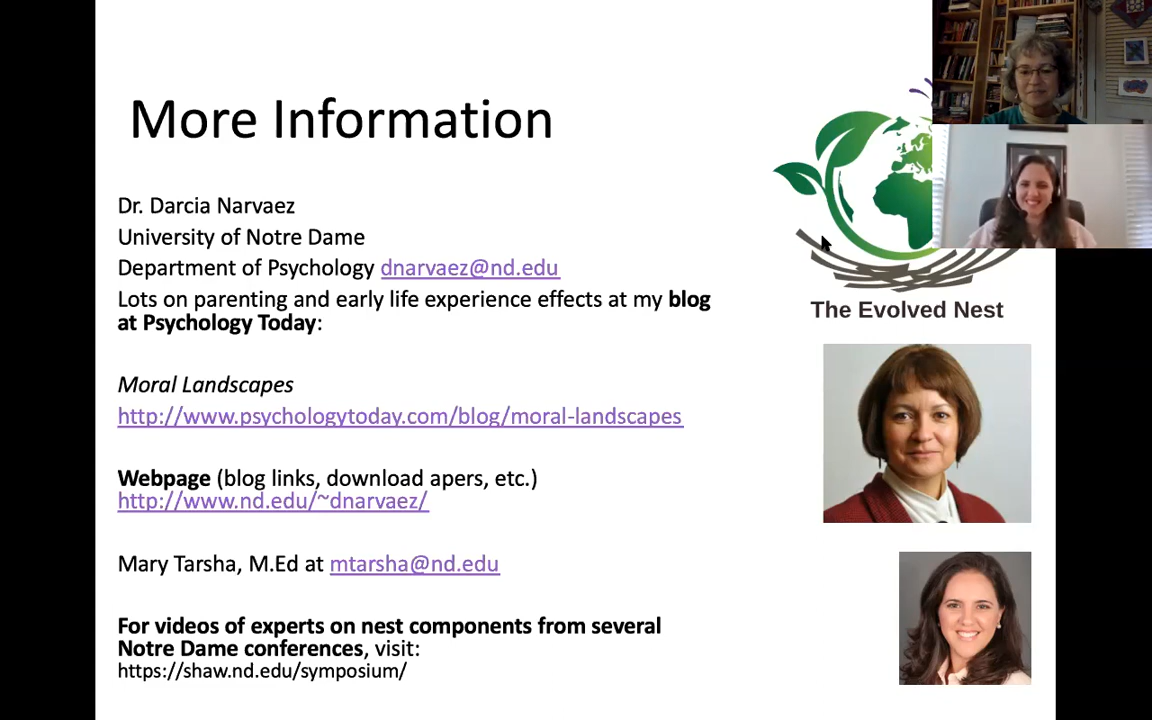 More Information
Dr. Darcia Narvaez
University of Notre Dame
Department of Psychology dnarvaez@nd.edu
Lots on parenting and early life experience effects at my blog
at Psychology Today:
Moral Landscapes
http://www.psychologytoday.com/blog/moral-landscapes
Webpage (blog links, download apers, etc.)
http://www.nd.edu/~dnarvaez/
Mary Tarsha, M.Ed at mtarsha@nd.edu
For videos of experts on nest components from several
Notre Dame conferences, visit:
https://shaw.nd.edu/symposium/
The Evolved Nest